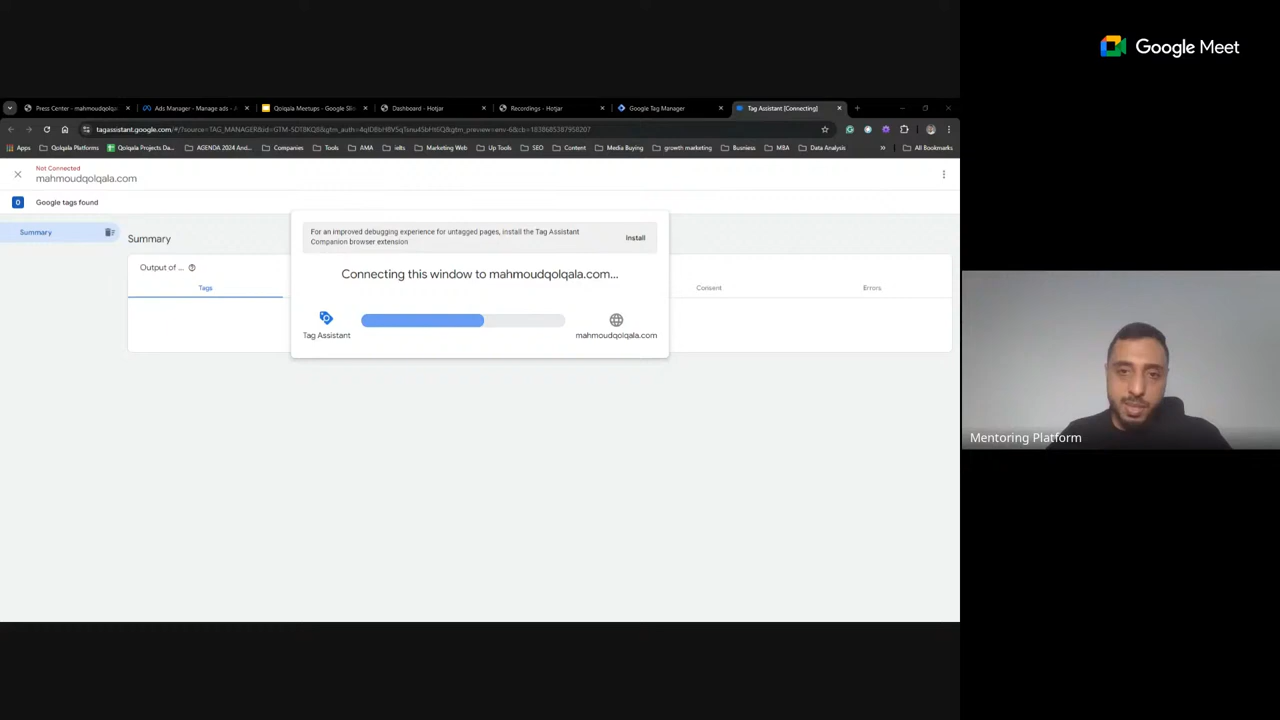 Google Meet
Press Center - mahmoudqolqa
Ads Manager - Manage ads - A
Qolqala Meetups - Google Slid
Dashboard - Hotjar
Recordings - Hotjar
Google Tag Manager
Tag Assistant [Connecting]
Apps
Qolqala Platforms
Qolqala Projects Da...
AGENDA 2024 And...
Companies
Tools
AMA
ielts
Marketing Web
Up Tools
SEO
Content
Media Buying
growth marketing
Business
MBA
Data Analysis
All Bookmarks
Not Connected
mahmoudqolqala.com
0
Google tags found
Summary
Summary
Output of ...
Tags
Consent
Errors
For an improved debugging experience for untagged pages, install the Tag Assistant
Companion browser extension
Install
Connecting this window to mahmoudqolqala.com...
Tag Assistant
mahmoudqolqala.com
Mentoring Platform